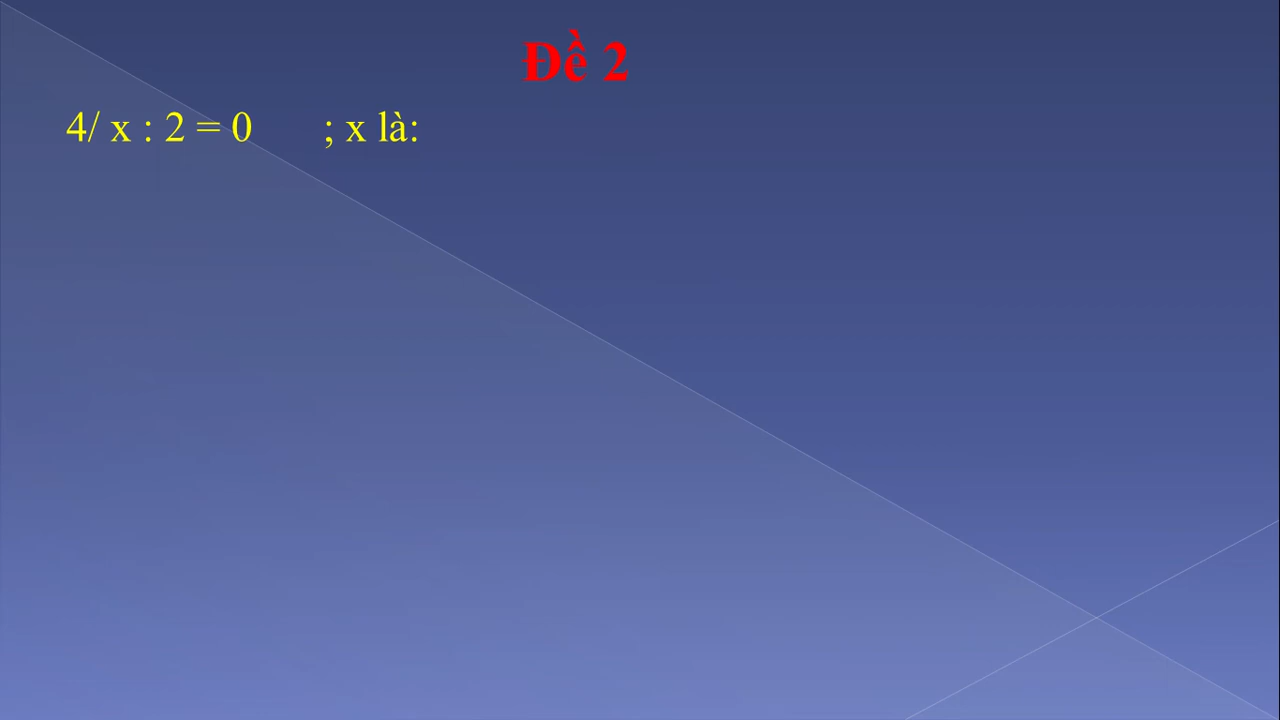 Đề 2
4/ x : 2 = 0 ; x là: